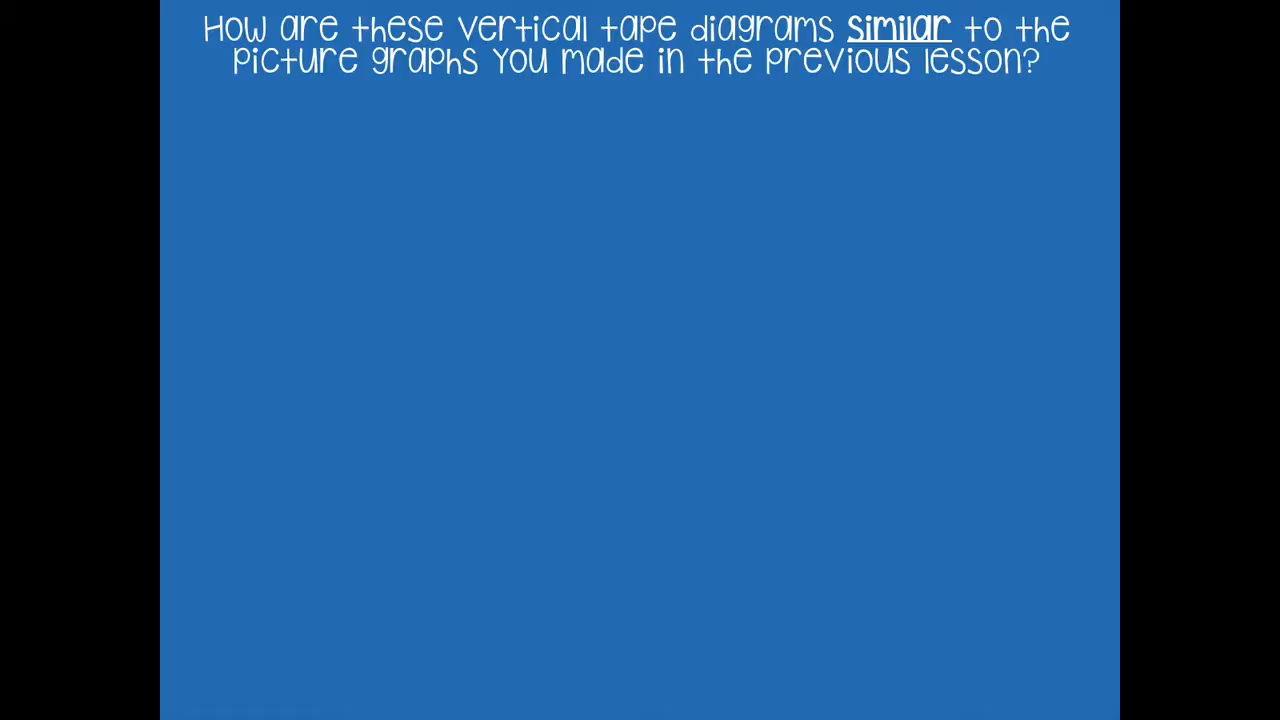 How are these vertical tape diagrams similar to the
picture graphs you made in the previous lesson?